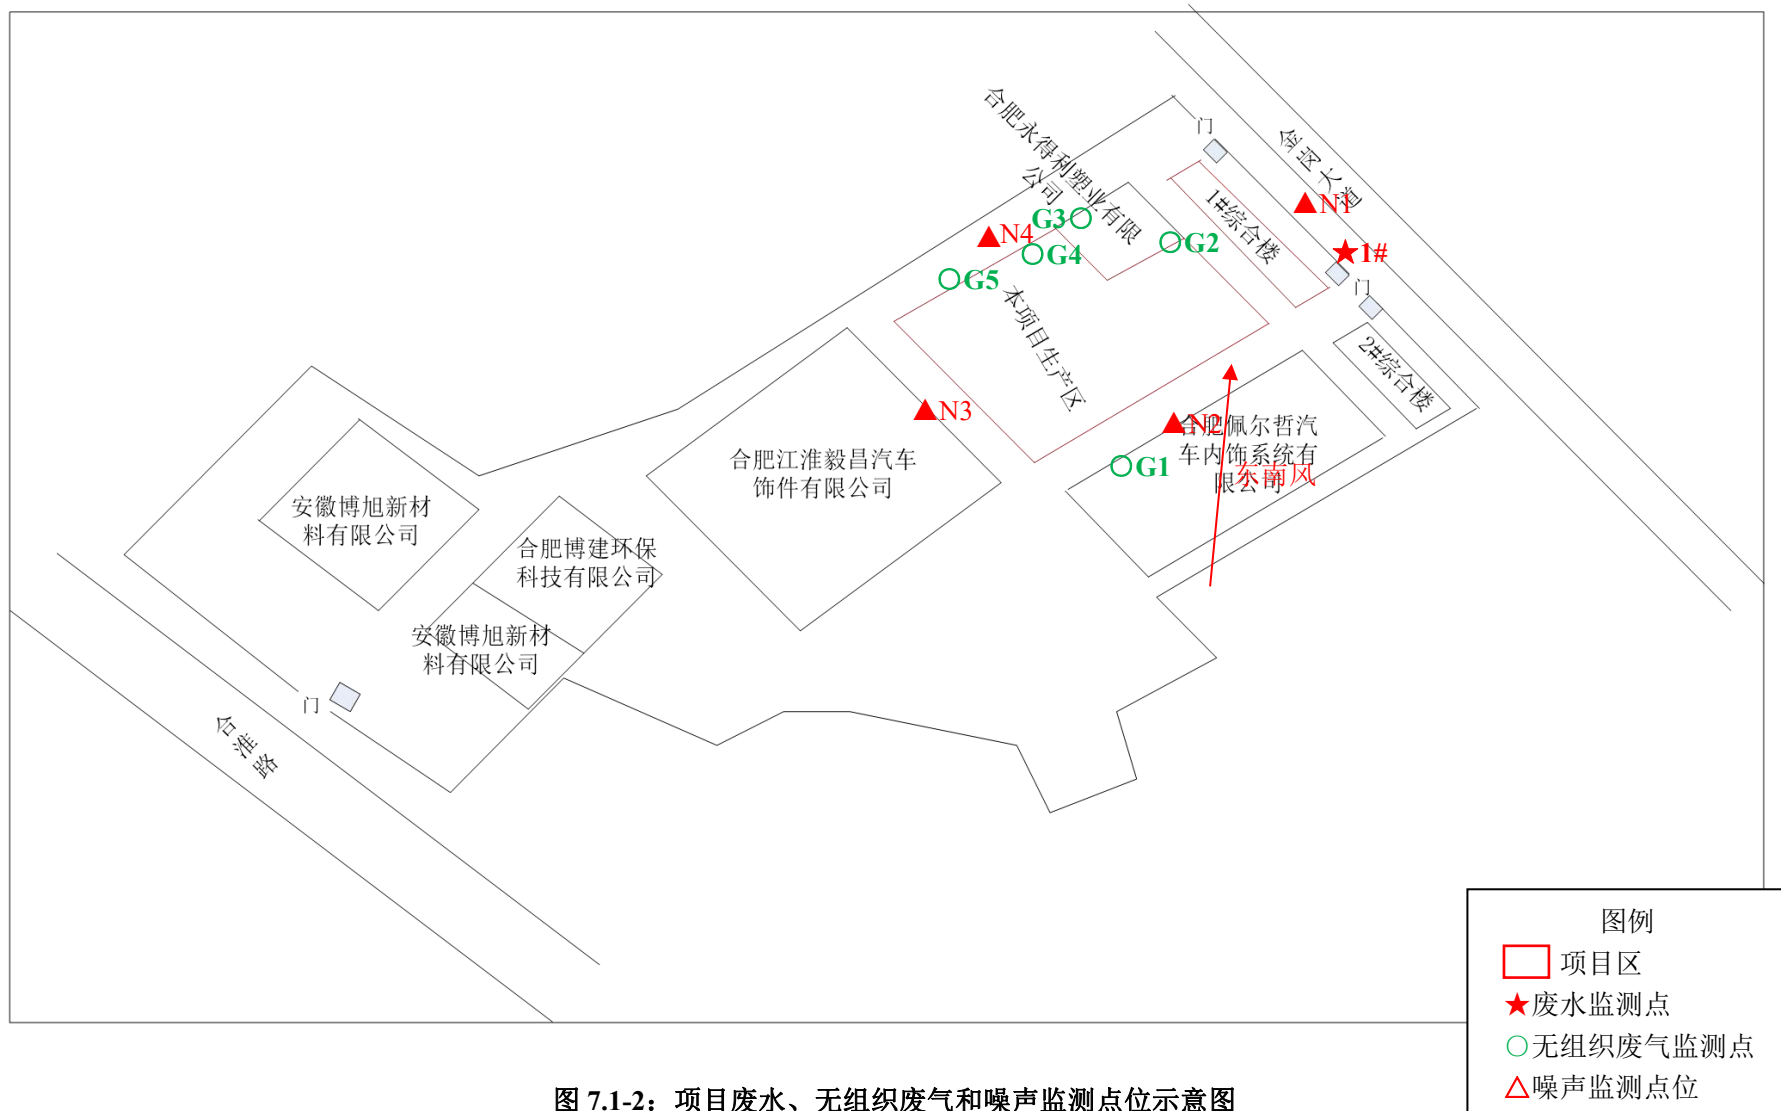 门
金岗大道
合肥永得利塑业有限
公司
1#综合楼
N1
1#
G3
G2
N4
G4
G5
门
本项目生产区
2#综合楼
N3
N2
合肥佩尔哲汽
车内饰系统有
限公司
东南风
G1
合肥江淮毅昌汽车
饰件有限公司
安徽博旭新材
料有限公司
合肥博建环保
科技有限公司
安徽博旭新材
料有限公司
门
合淮路
图例
项目区
废水监测点
无组织废气监测点
噪声监测点位
图 7.1-2：项目废水、无组织废气和噪声监测点位示意图